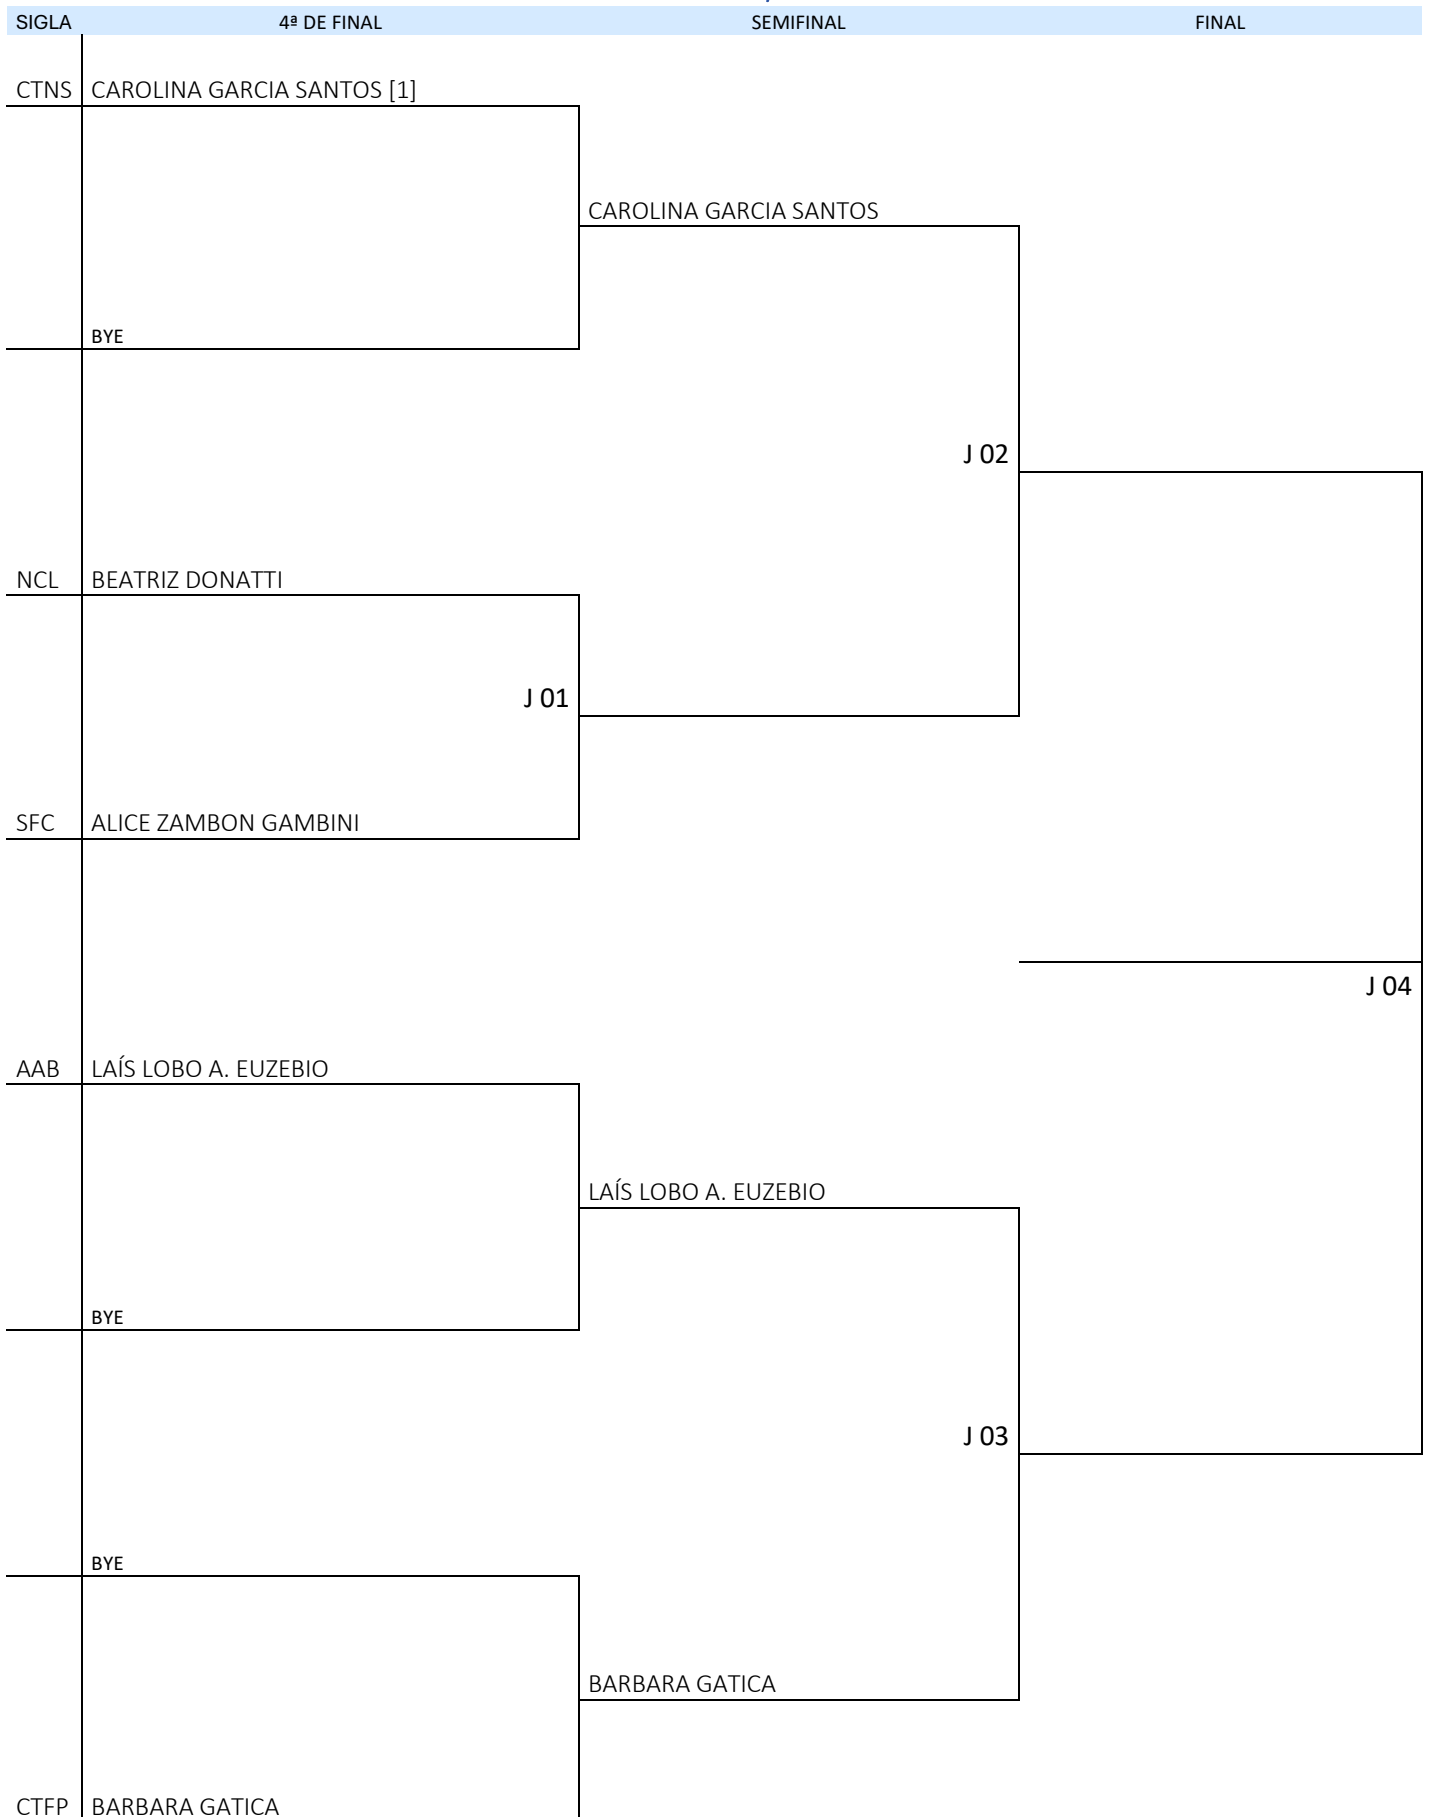 SIGLA 4ª DE FINAL SEMIFINAL FINAL
CTNS CAROLINA GARCIA SANTOS [1]
CAROLINA GARCIA SANTOS
BYE
J 02
NCL BEATRIZ DONATTI
J 01
SFC ALICE ZAMBON GAMBINI
J 04
AAB LAÍS LOBO A. EUZEBIO
LAÍS LOBO A. EUZEBIO
BYE
J 03
BYE
BARBARA GATICA
CTFP BARBARA GATICA